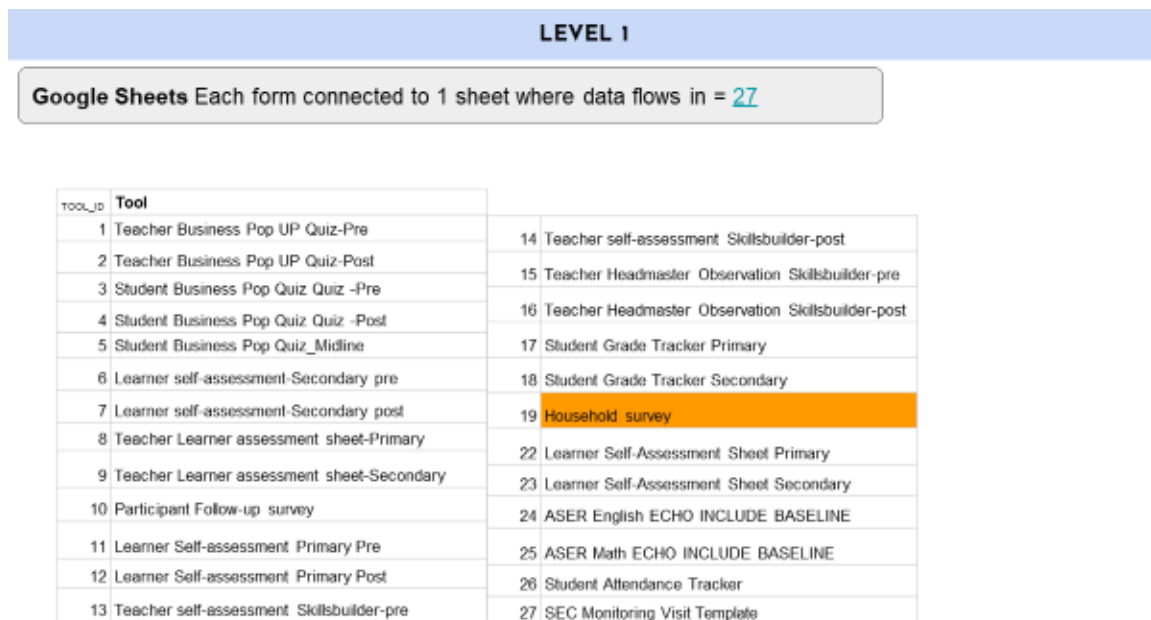 LEVEL 1
Google Sheets Each form connected to 1 sheet where data flows in = 27
TOOL_ID Tool
1 Teacher Business Pop UP Quiz-Pre
2 Teacher Business Pop UP Quiz-Post
3 Student Business Pop Quiz Quiz -Pre
4 Student Business Pop Quiz Quiz -Post
5 Student Business Pop Quiz_Midline
6 Learner self-assessment-Secondary pre
7 Learner self-assessment-Secondary post
8 Teacher Learner assessment sheet-Primary
9 Teacher Learner assessment sheet-Secondary
10 Participant Follow-up survey
11 Learner Self-assessment Primary Pre
12 Learner Self-assessment Primary Post
13 Teacher self-assessment Skillsbuilder-pre
14 Teacher self-assessment Skillsbuilder-post
15 Teacher Headmaster Observation Skillsbuilder-pre
16 Teacher Headmaster Observation Skillsbuilder-post
17 Student Grade Tracker Primary
18 Student Grade Tracker Secondary
19 Household survey
22 Learner Self-Assessment Sheet Primary
23 Learner Self-Assessment Sheet Secondary
24 ASER English ECHO INCLUDE BASELINE
25 ASER Math ECHO INCLUDE BASELINE
26 Student Attendance Tracker
27 SEC Monitoring Visit Template